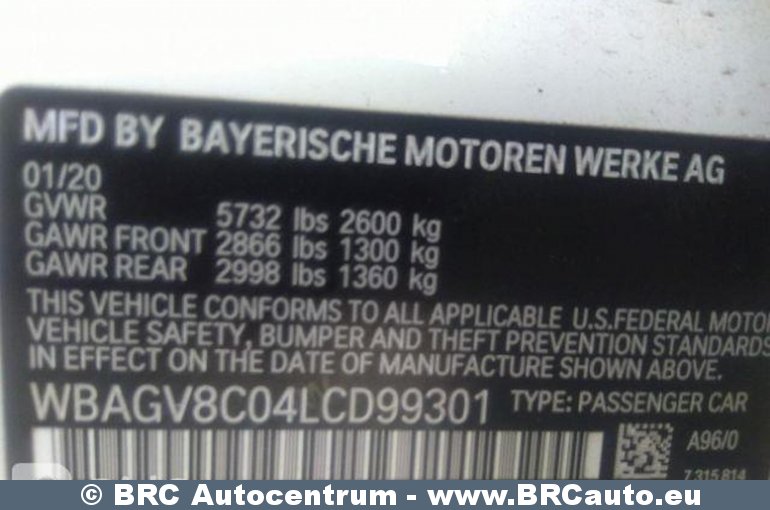 MFD BY BAYERISCHE MOTOREN WERKE AG
01/20
GVWR 5732 lbs 2600 kg
GAWR FRONT 2866 lbs 1300 kg
GAWR REAR 2998 lbs 1360 kg
THIS VEHICLE CONFORMS TO ALL APPLICABLE U.S.FEDERAL MOTO
VEHICLE SAFETY, BUMPER AND THEFT PREVENTION STANDARDS
IN EFFECT ON THE DATE OF MANUFACTURE SHOWN ABOVE.
WBAGV8C04LCD99301 TYPE: PASSENGER CAR
A96/0
7 315 814
© BRC Autocentrum - www.BRCauto.eu